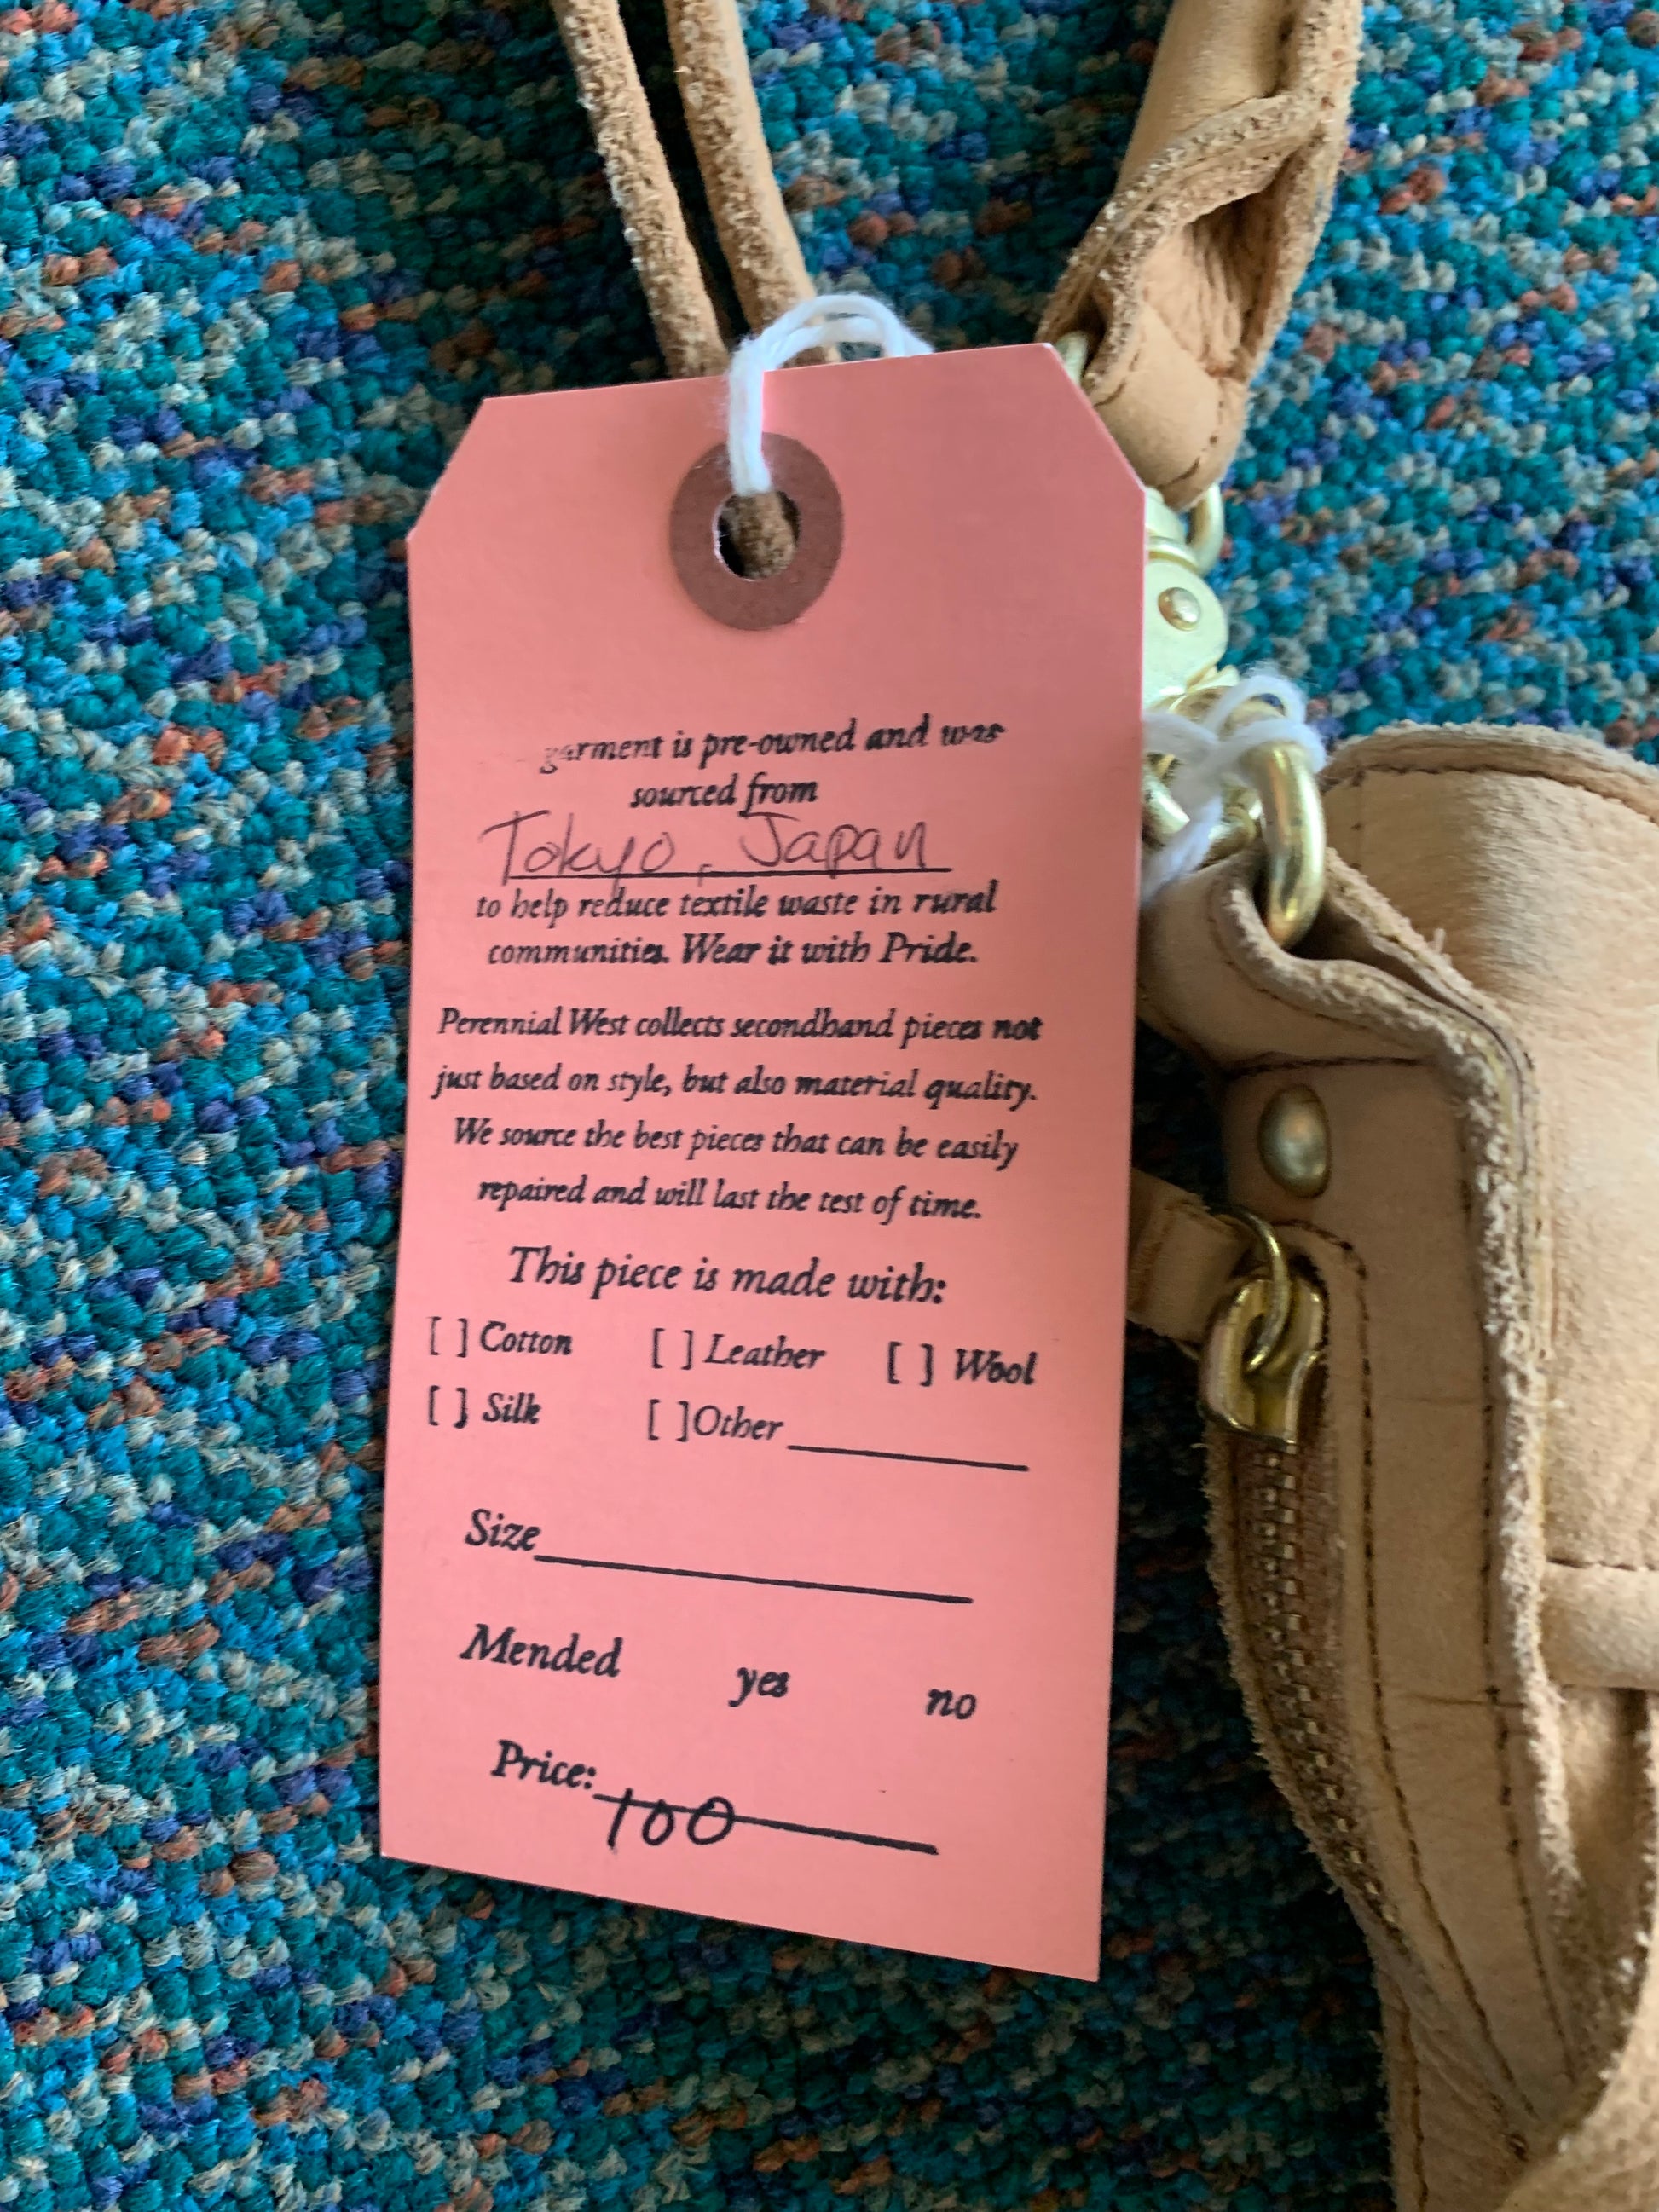 garment is pre-owned and was
sourced from
Tokyo, Japan
to help reduce textile waste in rural
communities. Wear it with Pride.
Perennial West collects secondhand pieces not
just based on style, but also material quality.
We source the best pieces that can be easily
repaired and will last the test of time.
This piece is made with:
[ ] Cotton [ ] Leather [ ] Wool
[ ] Silk [ ]Other
Size
Mended yes no
Price: 100